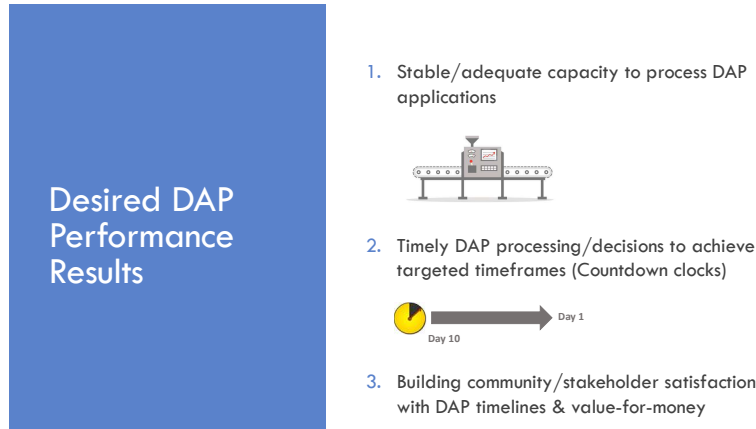 Desired DAP
Performance
Results
1. Stable/adequate capacity to process DAP
applications
2. Timely DAP processing/decisions to achieve
targeted timeframes (Countdown clocks)
Day 1
Day 10
3. Building community/stakeholder satisfaction
with DAP timelines & value-for-money